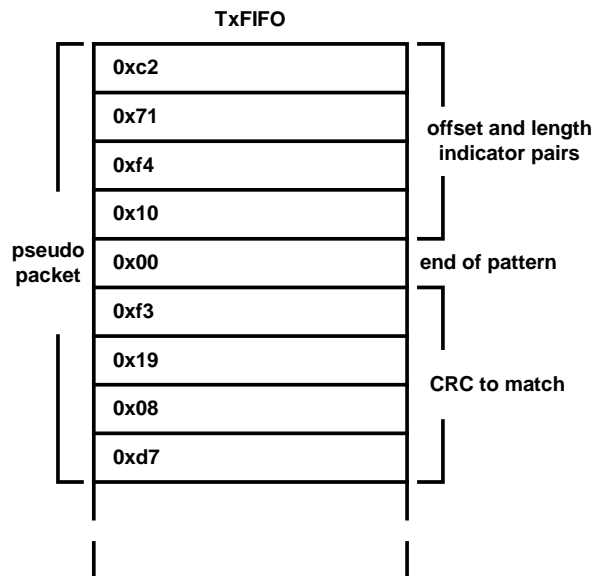 TxFIFO
0xc2
0x71
0xf4
0x10
offset and length
indicator pairs
pseudo
packet
0x00
end of pattern
0xf3
0x19
0x08
0xd7
CRC to match